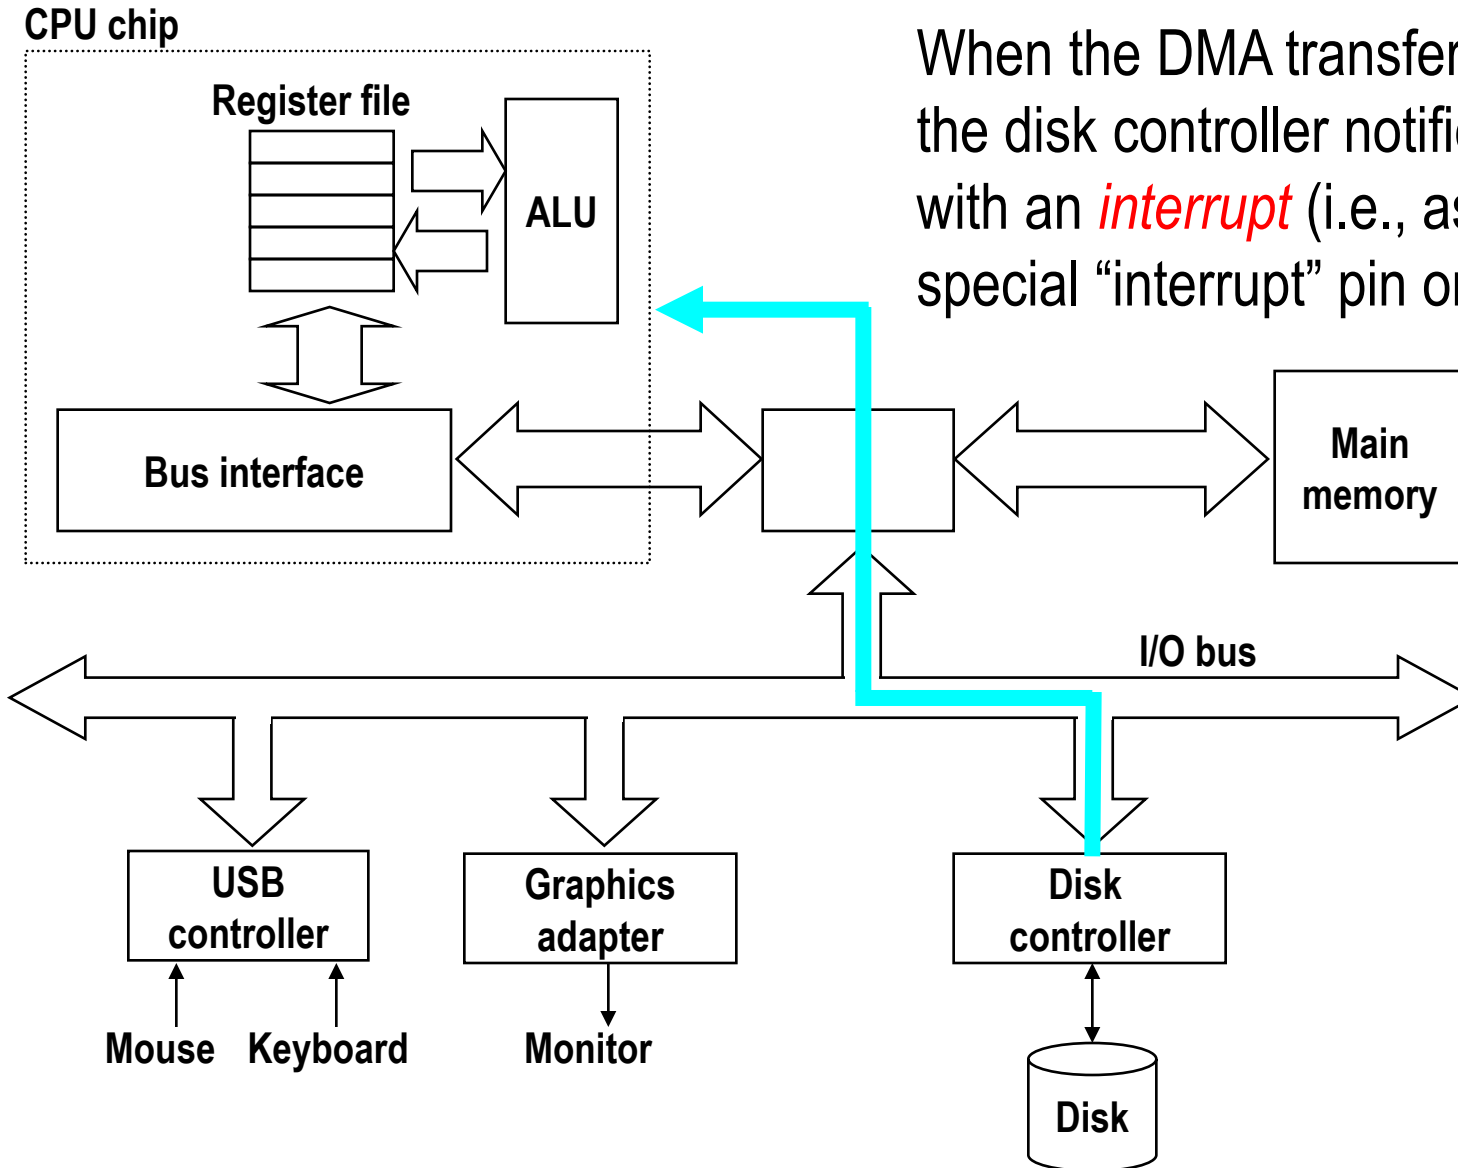 CPU chip
When the DMA transfer
the disk controller notifi
with an interrupt (i.e., as
special “interrupt” pin on
Register file
ALU
Bus interface
Main
memory
I/O bus
USB
controller
Graphics
adapter
Disk
controller
Mouse
Keyboard
Monitor
Disk